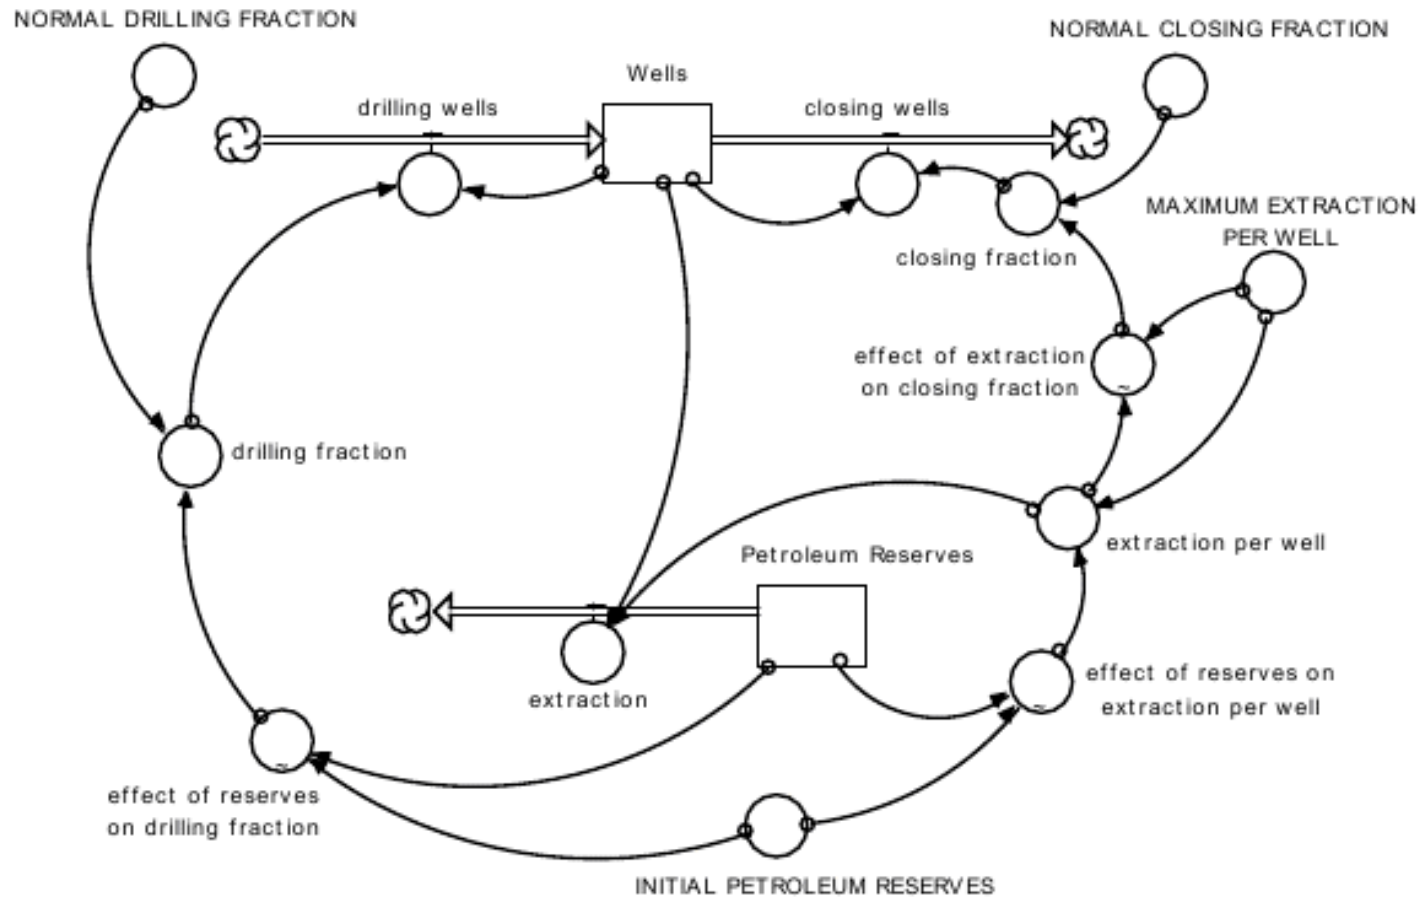 NORMAL DRILLING FRACTION
NORMAL CLOSING FRACTION
Wells
drilling wells
closing wells
MAXIMUM EXTRACTION
PER WELL
closing fraction
effect of extraction
on closing fraction
~
drilling fraction
extraction per well
Petroleum Reserves
effect of reserves on
extraction per well
~
extraction
~
effect of reserves
on drilling fraction
INITIAL PETROLEUM RESERVES